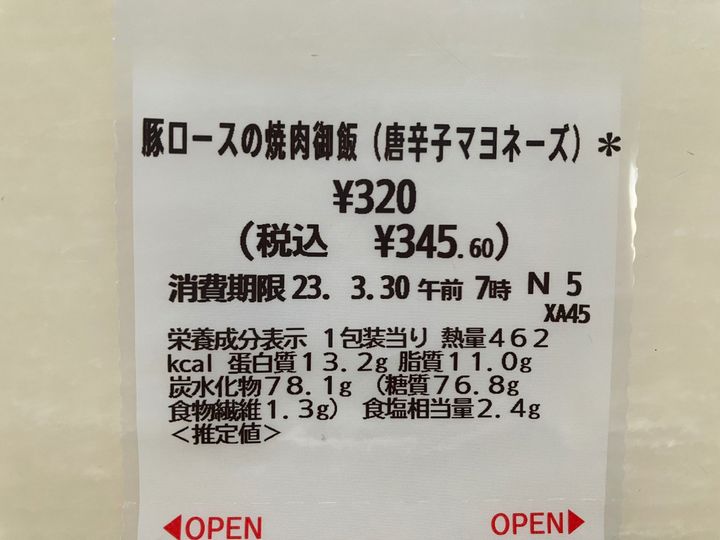 豚ロースの焼肉御飯(唐辛子マヨネーズ)*
¥320
(税込 ¥345.60)
消費期限 23. 3.30 午前 7時 N 5
XA45
栄養成分表示 1包装当り 熱量462
kcal 蛋白質13.2g 脂質11.0g
炭水化物78.1g (糖質76.8g
食物繊維1.3g) 食塩相当量2.4g
<推定値>
◀OPEN OPEN▶